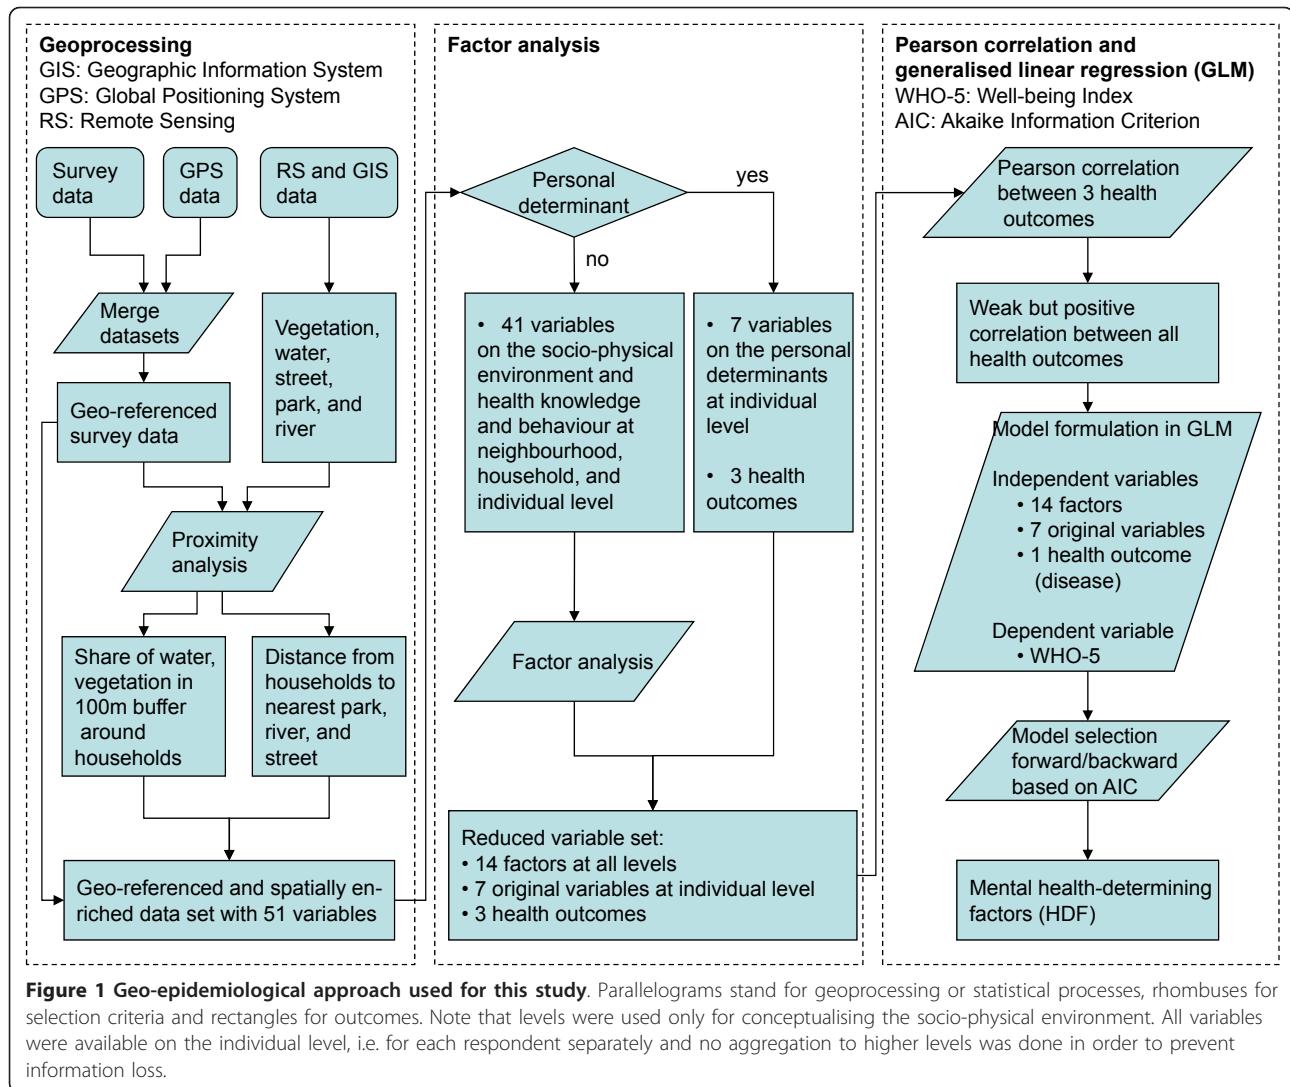 Geoprocessing
GIS: Geographic Information System
GPS: Global Positioning System
RS: Remote Sensing
Survey
data
GPS
data
RS and GIS
data
Merge
datasets
Vegetation,
water,
street,
park, and
river
Geo-referenced
survey data
Proximity
analysis
Share of water,
vegetation in
100m buffer
around
households
Distance from
households to
nearest park,
river, and
street
Geo-referenced and spatially en-
riched data set with 51 variables
Factor analysis
Personal
determinant
yes
no
• 41 variables
on the socio-physical
environment and
health knowledge
and behaviour at
neighbourhood,
household, and
individual level
• 7 variables
on the personal
determinants
at individual
level
• 3 health
outcomes
Factor analysis
Reduced variable set:
• 14 factors at all levels
• 7 original variables at individual level
• 3 health outcomes
Pearson correlation and
generalised linear regression (GLM)
WHO-5: Well-being Index
AIC: Akaike Information Criterion
Pearson correlation
between 3 health
outcomes
Weak but positive
correlation between all
health outcomes
Model formulation in GLM
Independent variables
• 14 factors
• 7 original variables
• 1 health outcome
(disease)
Dependent variable
• WHO-5
Model selection
forward/backward
based on AIC
Mental health-determining
factors (HDF)
Figure 1 Geo-epidemiological approach used for this study. Parallelograms stand for geoprocessing or statistical processes, rhombuses for
selection criteria and rectangles for outcomes. Note that levels were used only for conceptualising the socio-physical environment. All variables
were available on the individual level, i.e. for each respondent separately and no aggregation to higher levels was done in order to prevent
information loss.